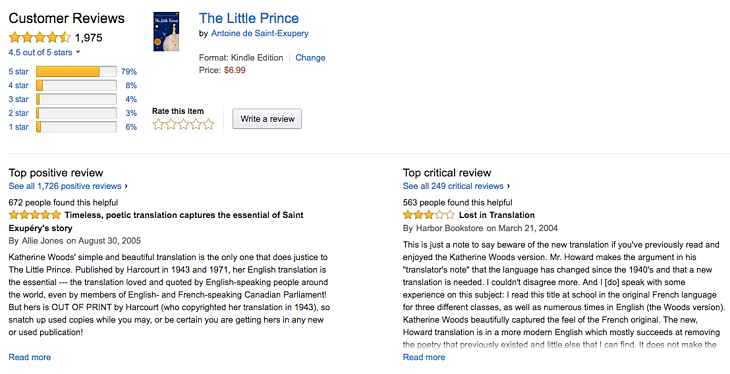 Customer Reviews
1,975
4.5 out of 5 stars
5 star 79%
4 star 8%
3 star 4%
2 star 3%
1 star 6%
The Little Prince
The Little Prince
by Antoine de Saint-Exupery
Format: Kindle Edition | Change
Price: $6.99
Rate this item
Write a review
Top positive review
See all 1,726 positive reviews ›
672 people found this helpful
Timeless, poetic translation captures the essential of Saint
Exupéry's story
By Allie Jones on August 30, 2005
Katherine Woods' simple and beautiful translation is the only one that does justice to
The Little Prince. Published by Harcourt in 1943 and 1971, her English translation is
the essential --- the translation loved and quoted by English-speaking people around
the world, even by members of English- and French-speaking Canadian Parliament!
But hers is OUT OF PRINT by Harcourt (who copyrighted her translation in 1943), so
snatch up used copies while you may, or be certain you are getting hers in any new
or used publication!
Read more
Top critical review
See all 249 critical reviews ›
563 people found this helpful
Lost in Translation
By Harbor Bookstore on March 21, 2004
This is just a note to say beware of the new translation if you've previously read and
enjoyed the Katherine Woods version. Mr. Howard makes the argument in his
"translator's note" that the language has changed since the 1940's and that a new
translation is needed. I couldn't disagree more. And I [do] speak with some
experience on this subject: I read this title at school in the original French language
for three different classes, as well as numerous times in English (the Woods version).
Katherine Woods beautifully captured the feel of the French original. The new,
Howard translation is in a more modern English which mostly succeeds at removing
the poetry that previously existed and little else that I can find. It does not make the
Read more